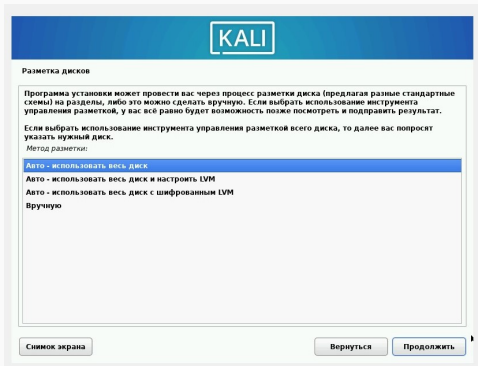 KALI
Разметка дисков
Программа установки может провести вас через процесс разметки диска (предлагая разные стандартные
схемы) на разделы, либо это можно сделать вручную. Если выбрать использование инструмента
управления разметкой, у вас всё равно будет возможность позже посмотреть и подправить результат.
Если выбрать использование инструмента управления разметкой всего диска, то далее вас попросят
указать нужный диск.
Метод разметки:
Авто - использовать весь диск
Авто - использовать весь диск и настроить LVM
Авто - использовать весь диск с шифрованным LVM
Вручную
Снимок экрана
Вернуться
Продолжить